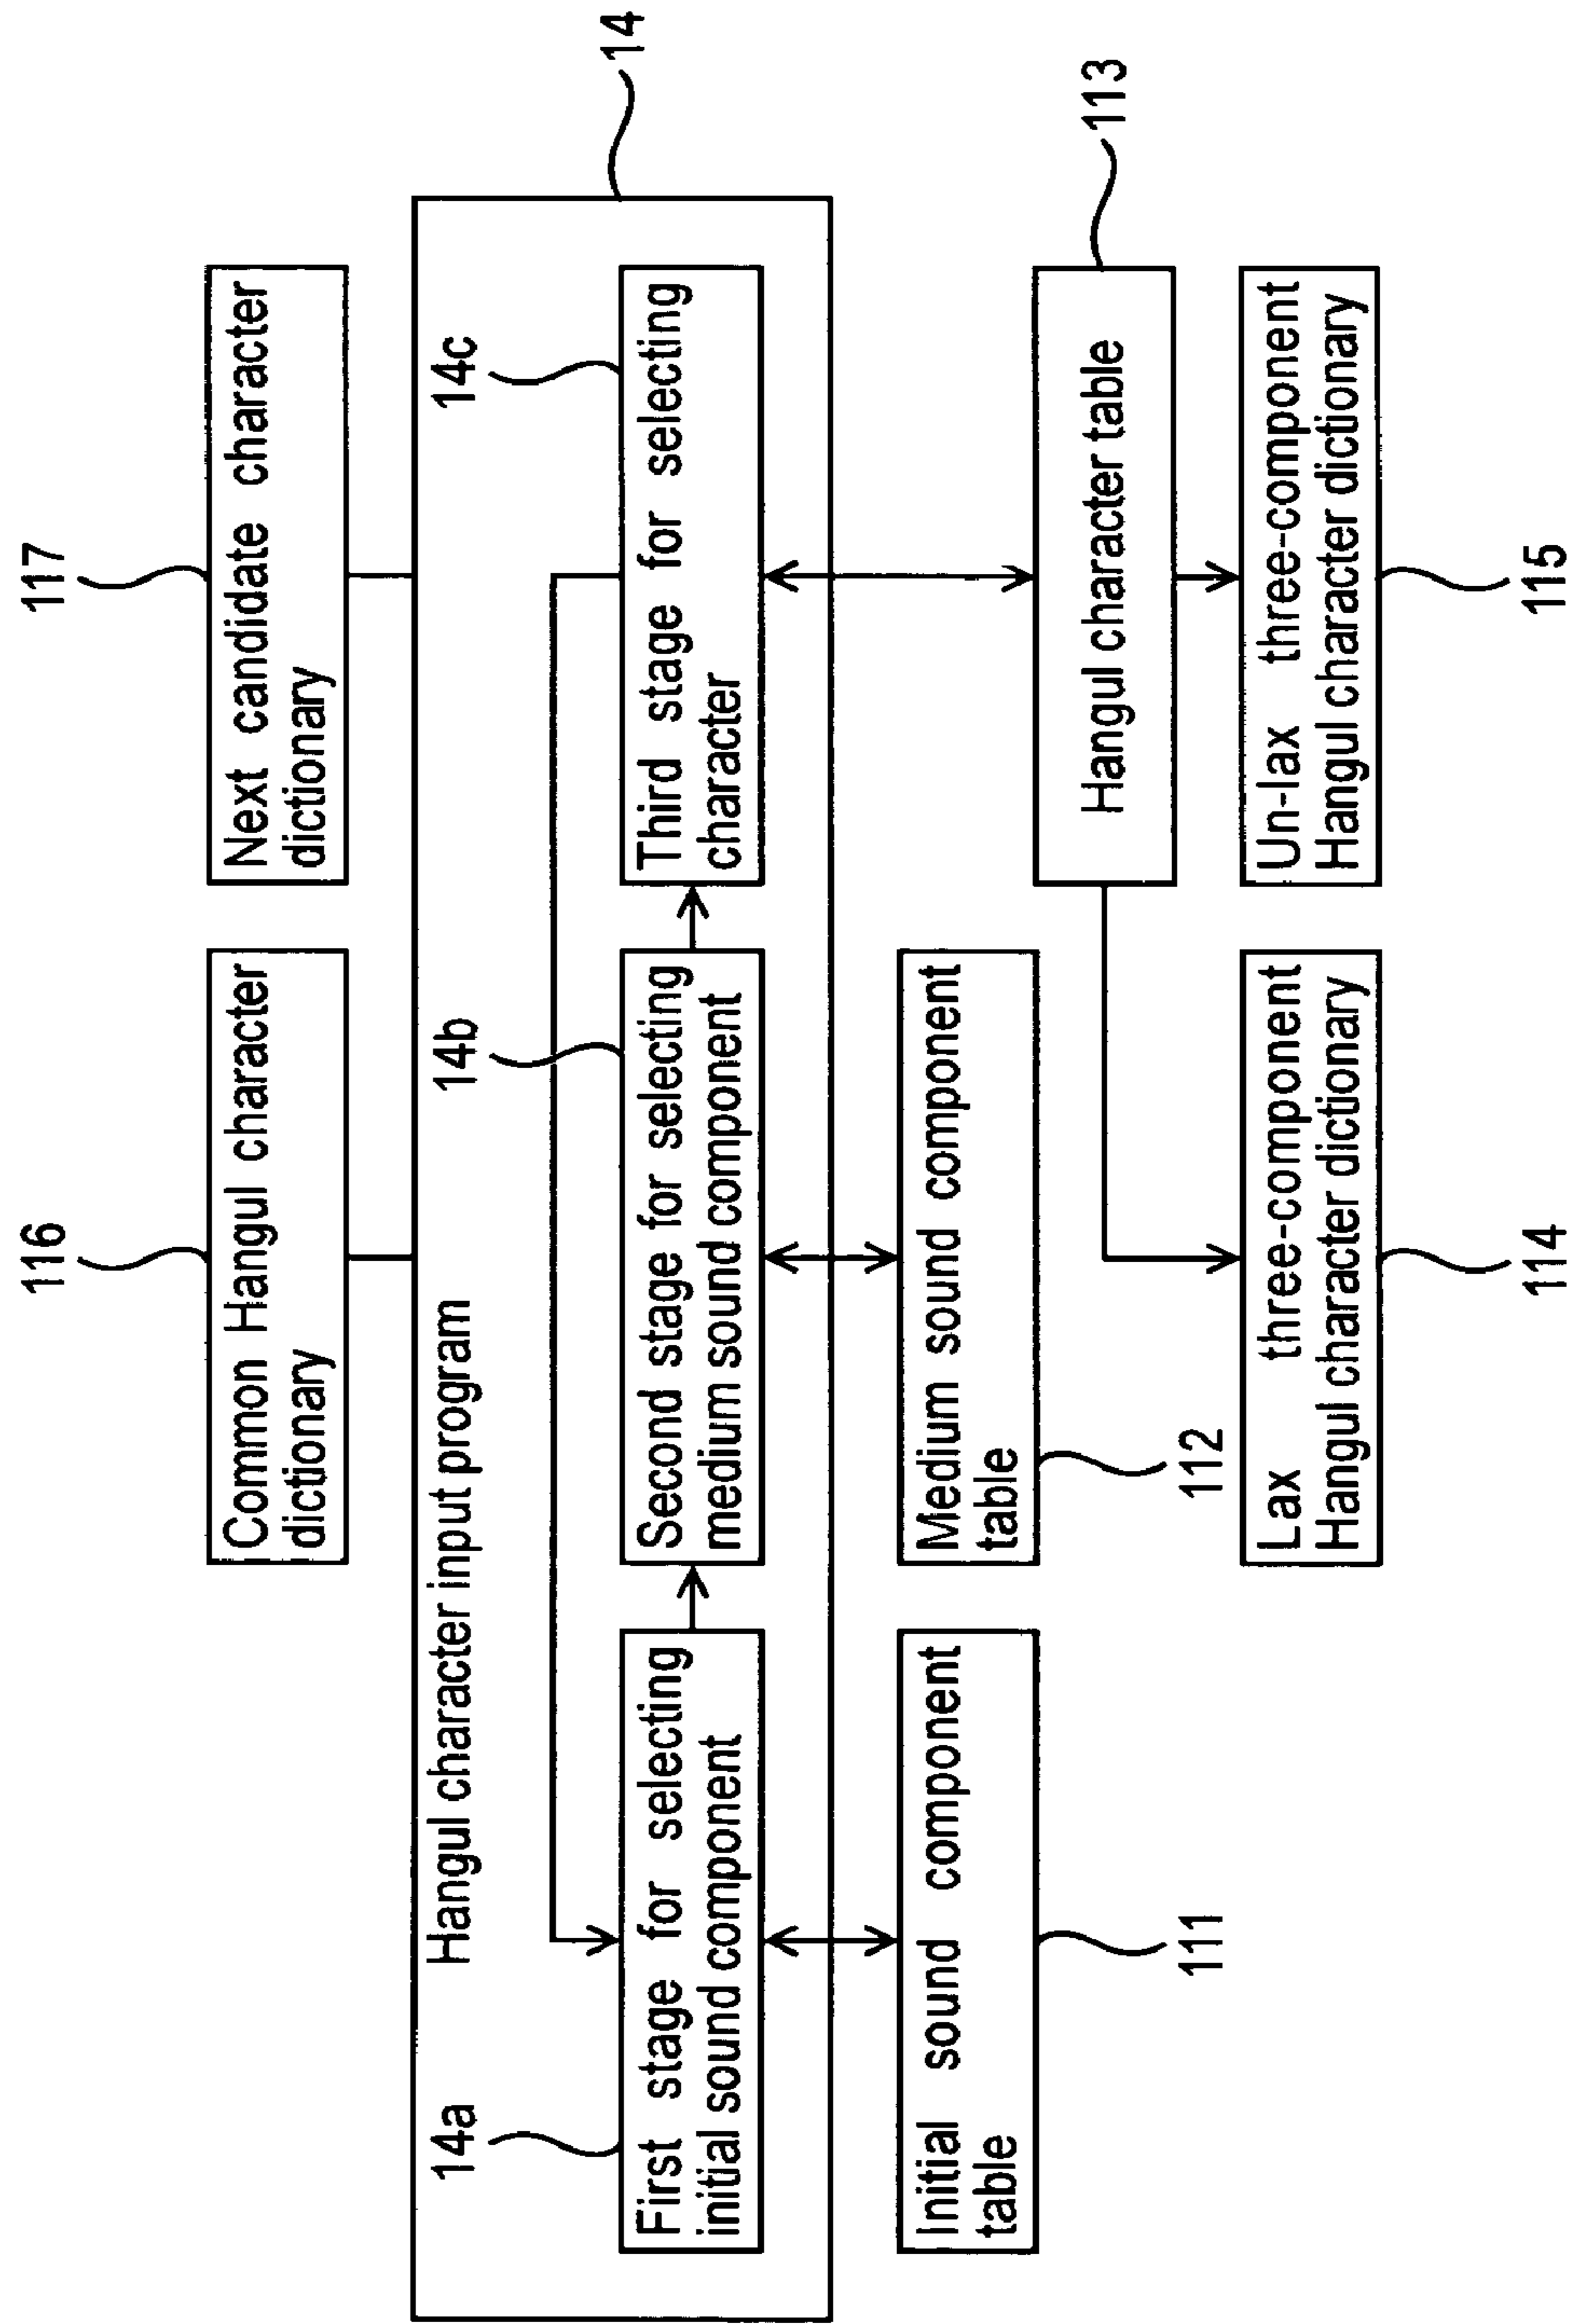 116
117
Common Hangul character
dictionary
Next candidate character
dictionary
14
Hangul character input program
14a
14b
14c
First stage for selecting
initial sound component
Second stage for selecting
medium sound component
Third stage for selecting
character
Initial sound component
table
111
Medium sound component
table
112
Hangul character table
113
Lax three-component
Hangul character dictionary
114
Un-lax three-component
Hangul character dictionary
115